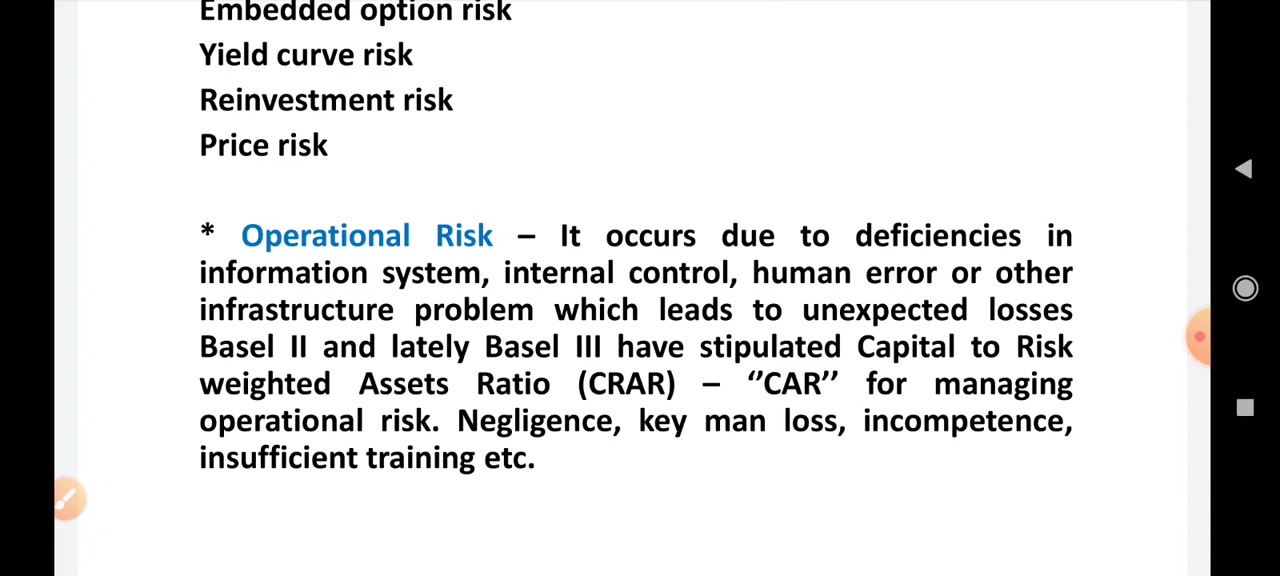 Embedded option risk
Yield curve risk
Reinvestment risk
Price risk
* Operational Risk – It occurs due to deficiencies in
information system, internal control, human error or other
infrastructure problem which leads to unexpected losses
Basel II and lately Basel III have stipulated Capital to Risk
weighted Assets Ratio (CRAR) – ‘’CAR’’ for managing
operational risk. Negligence, key man loss, incompetence,
insufficient training etc.